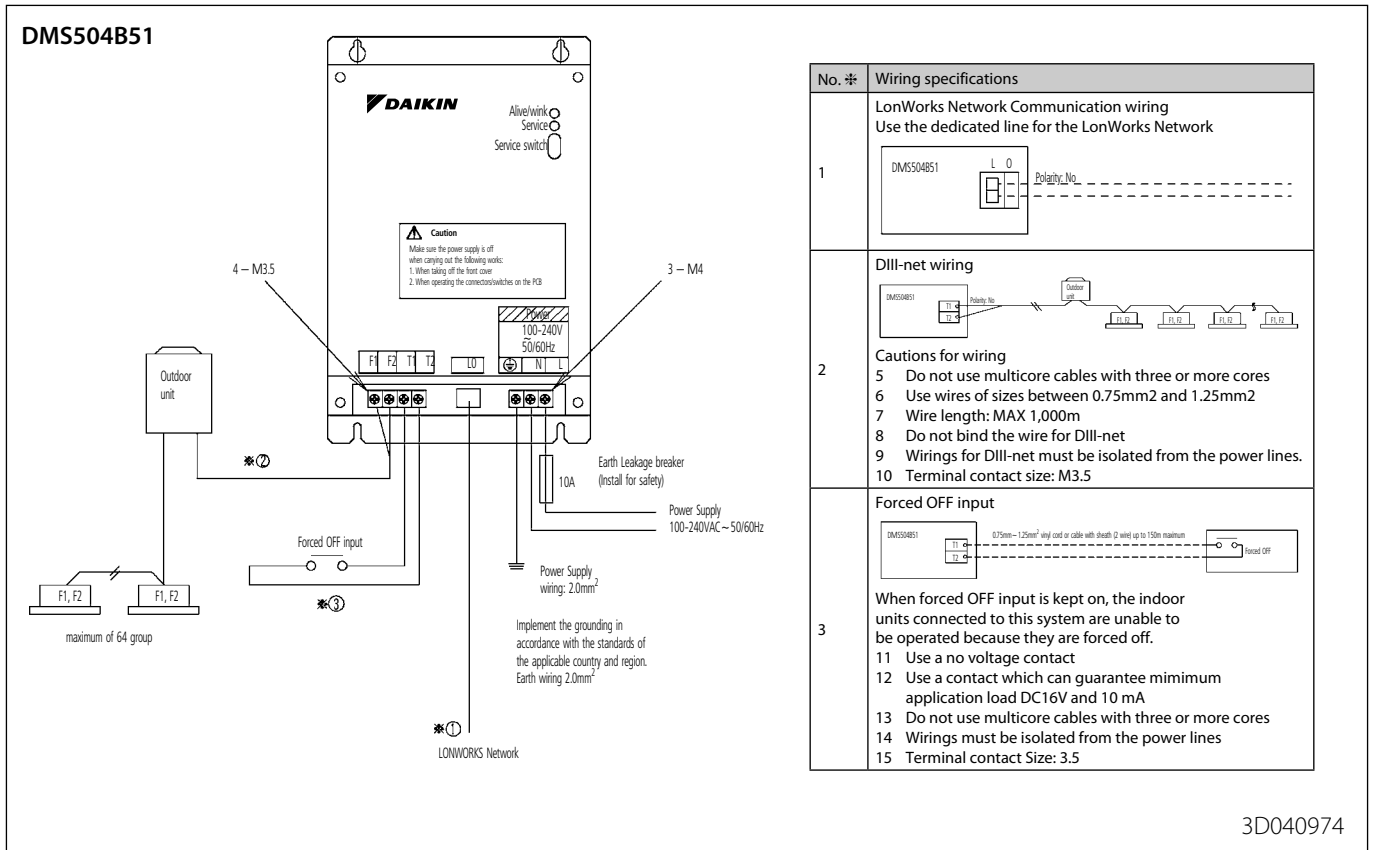 DMS504B51
DAIKIN
Alive/wink
Service
Service switch
Caution
Make sure the power supply is off
when carrying out the following works:
1. When taking off the front cover
2. When operating the connectors/switches on the PCB
4 – M3.5
3 – M4
Power
100-240V
~
50/60Hz
F1 F2 T1 T2
LO
N L
Outdoor
unit
※②
10A
Earth Leakage breaker
(Install for safety)
Power Supply
100-240VAC ~ 50/60Hz
Forced OFF input
※③
F1, F2
F1, F2
maximum of 64 group
Power Supply
wiring: 2.0mm²
Implement the grounding in
accordance with the standards of
the applicable country and region.
Earth wiring 2.0mm²
※①
LONWORKS Network
No. ※ Wiring specifications
1
LonWorks Network Communication wiring
Use the dedicated line for the LonWorks Network
DMS504B51
L O
Polarity: No
2
DIII-net wiring
DMS504B51
T1
T2
Polarity: No
Outdoor
unit
F1, F2
F1, F2
F1, F2
F1, F2
Cautions for wiring
5 Do not use multicore cables with three or more cores
6 Use wires of sizes between 0.75mm2 and 1.25mm2
7 Wire length: MAX 1,000m
8 Do not bind the wire for DIII-net
9 Wirings for DIII-net must be isolated from the power lines.
10 Terminal contact size: M3.5
3
Forced OFF input
DMS504B51
T1
T2
0.75mm – 1.25mm² vinyl cord or cable with sheath (2 wire) up to 150m maximum
Forced OFF
When forced OFF input is kept on, the indoor
units connected to this system are unable to
be operated because they are forced off.
11 Use a no voltage contact
12 Use a contact which can guarantee mimimum
application load DC16V and 10 mA
13 Do not use multicore cables with three or more cores
14 Wirings must be isolated from the power lines
15 Terminal contact Size: 3.5
3D040974